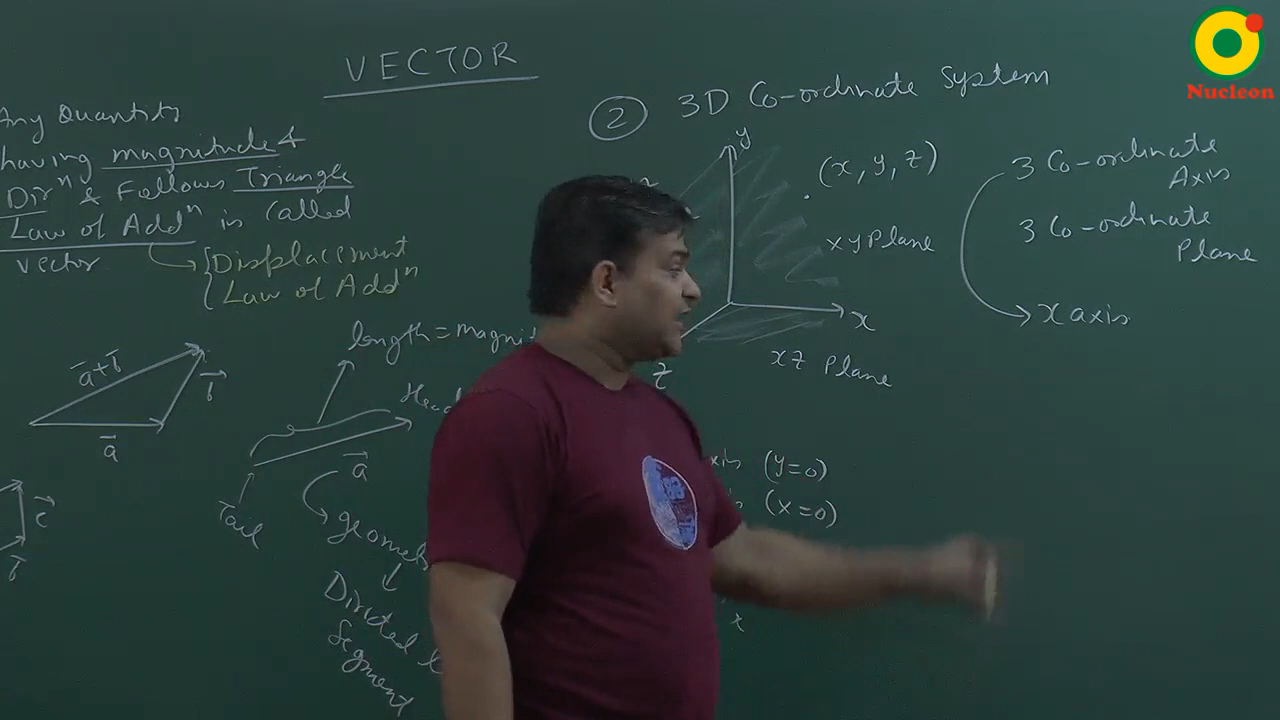 VECTOR
Nucleon
Any Quantity
having magnitude &
Dirⁿ & Follows Triangle
Law of Addⁿ is Called
Vector
Displacement
Law of Addⁿ
a⃗+b⃗
b⃗
a⃗
c⃗
b⃗
length = magnit
Head
a⃗
Tail
geomet
Directed
Segment
2 3D Co-ordinate System
y
(x, y, z)
xy Plane
x
xz Plane
z
3 Co-ordinate
Axis
3 Co-ordinate
Plane
x axis
xis (y=0)
(x=0)
x